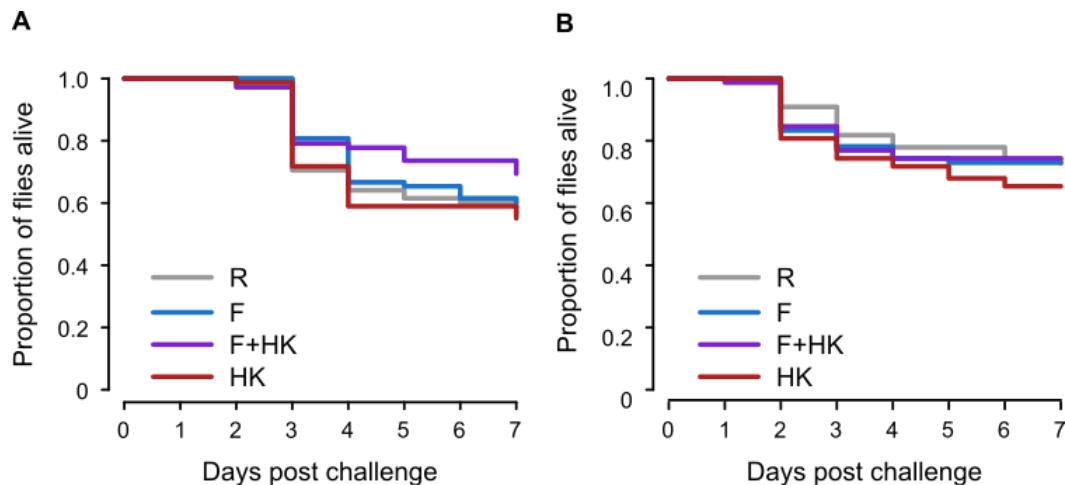 A
Proportion of flies alive
1.0
0.8
0.6
0.4
0.2
0
R
F
F+HK
HK
0 1 2 3 4 5 6 7
Days post challenge
B
Proportion of flies alive
1.0
0.8
0.6
0.4
0.2
0
R
F
F+HK
HK
0 1 2 3 4 5 6 7
Days post challenge